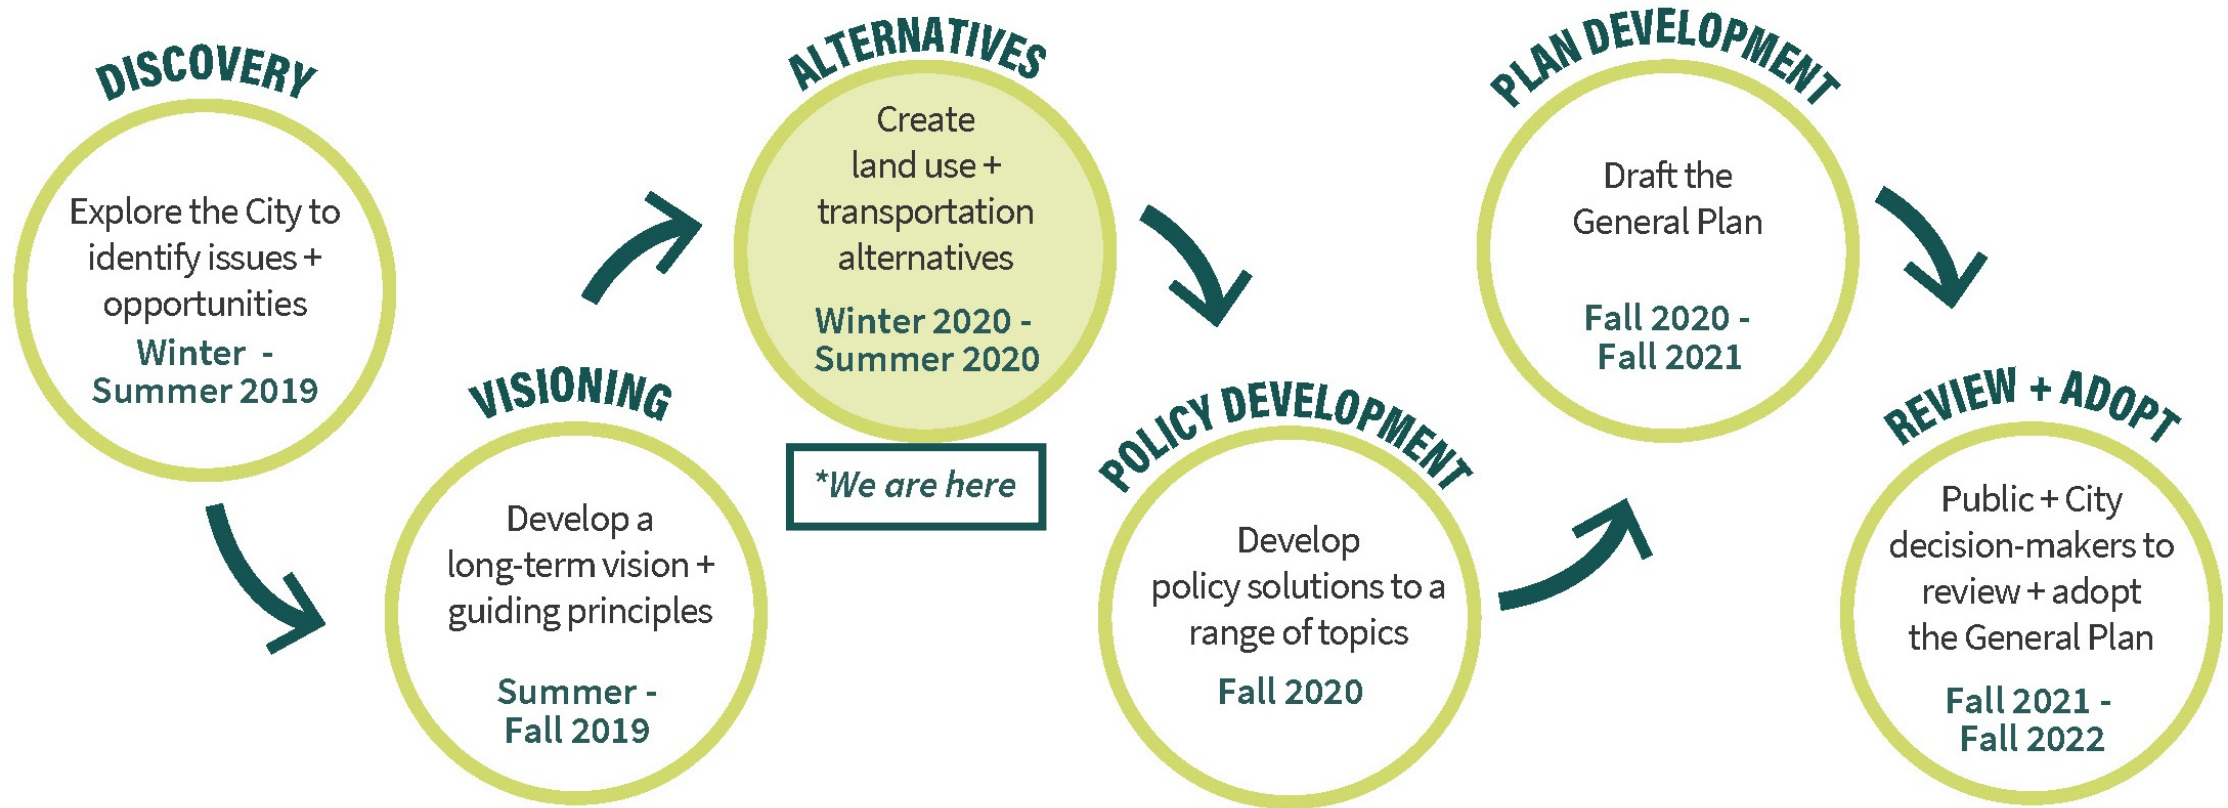 DISCOVERY
Explore the City to
identify issues +
opportunities
Winter -
Summer 2019
VISIONING
Develop a
long-term vision +
guiding principles
Summer -
Fall 2019
ALTERNATIVES
Create
land use +
transportation
alternatives
Winter 2020 -
Summer 2020
*We are here
POLICY DEVELOPMENT
Develop
policy solutions to a
range of topics
Fall 2020
PLAN DEVELOPMENT
Draft the
General Plan
Fall 2020 -
Fall 2021
REVIEW + ADOPT
Public + City
decision-makers to
review + adopt
the General Plan
Fall 2021 -
Fall 2022